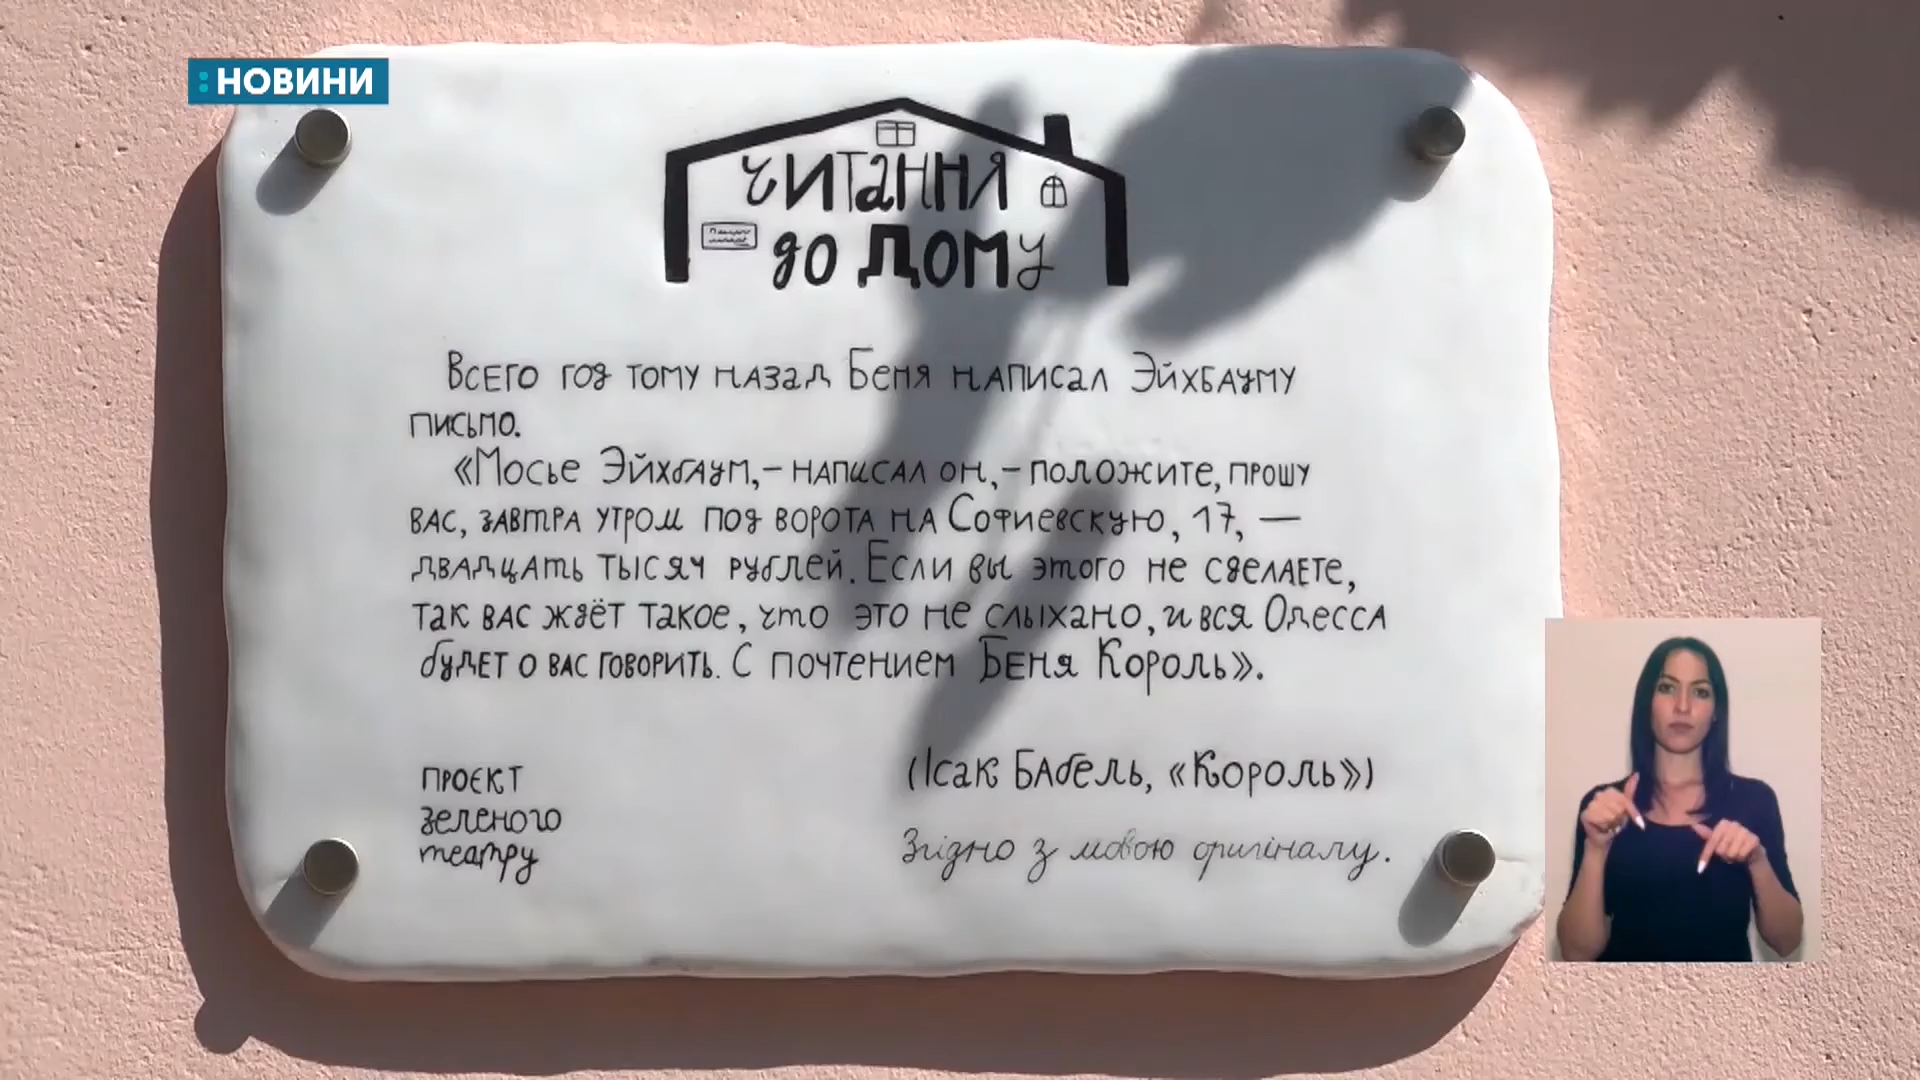 :НОВИНИ
читання
до дому
Всего год тому назад Беня написал Эйхбауму
письмо.
«Мосье Эйхбаум,– написал он,– положите, прошу
вас, завтра утром под ворота на Софиевскую, 17, —
двадцать тысяч рублей. Если вы этого не сделаете,
так вас ждёт такое, что это не слыхано, и вся Одесса
будет о вас говорить. С почтением Беня Король».
(Ісак Бабель, «Король»)
Згідно з мовою оригіналу.
проєкт
зеленого
театру